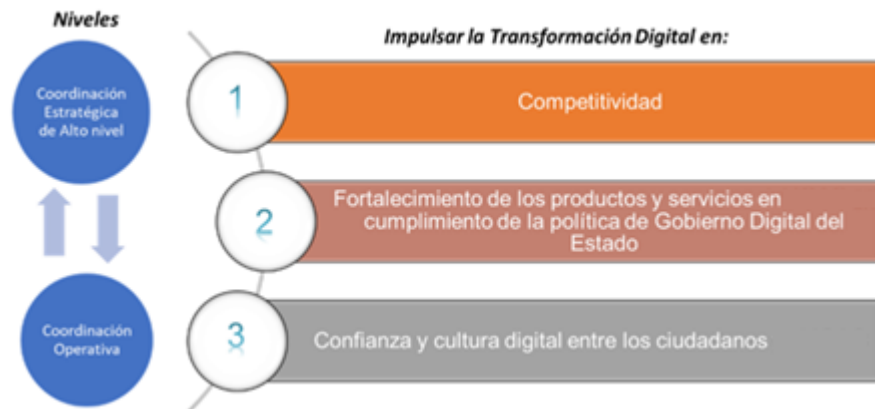 Niveles
Coordinación
Estratégica
de Alto nivel
Coordinación
Operativa
Impulsar la Transformación Digital en:
1
Competitividad
2
Fortalecimiento de los productos y servicios en
cumplimiento de la política de Gobierno Digital del
Estado
3
Confianza y cultura digital entre los ciudadanos